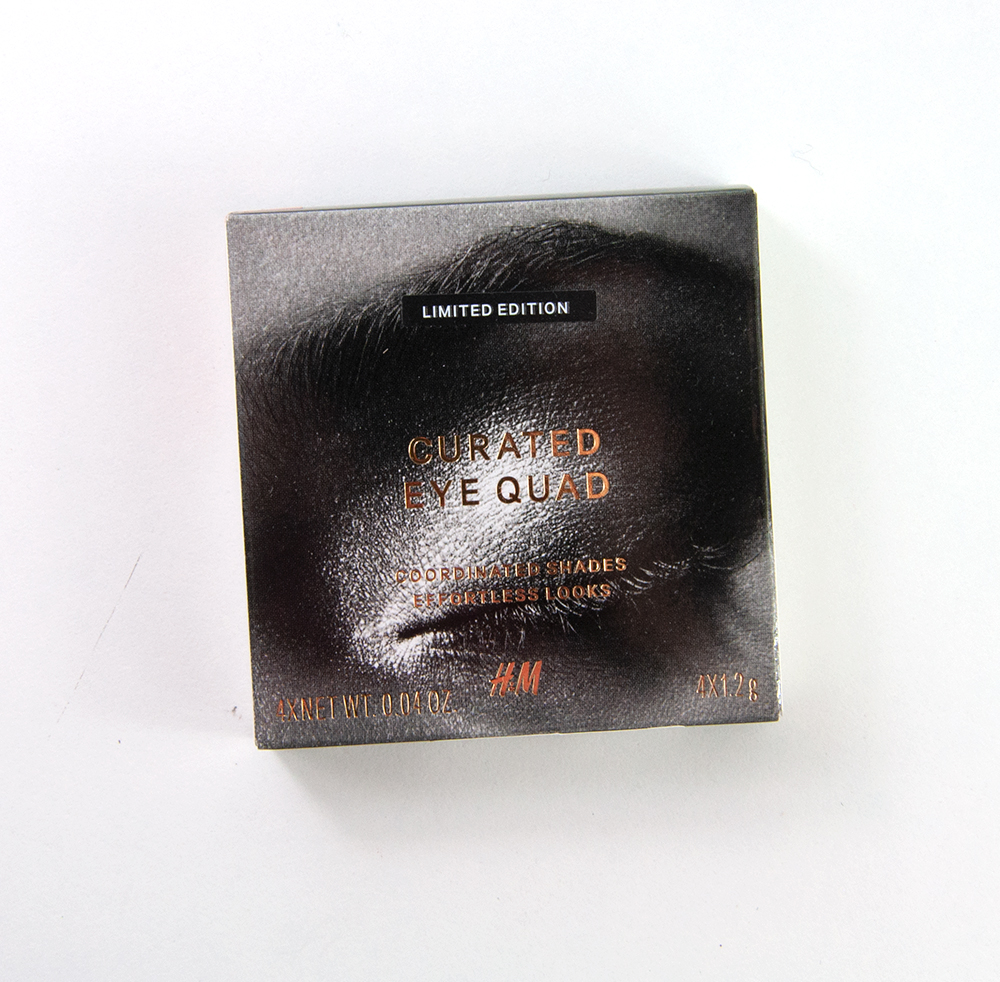 LIMITED EDITION
CURATED
EYE QUAD
COORDINATED SHADES
EFFORTLESS LOOKS
H&M
4XNET WT. 0.04 OZ.
4X1.2 g